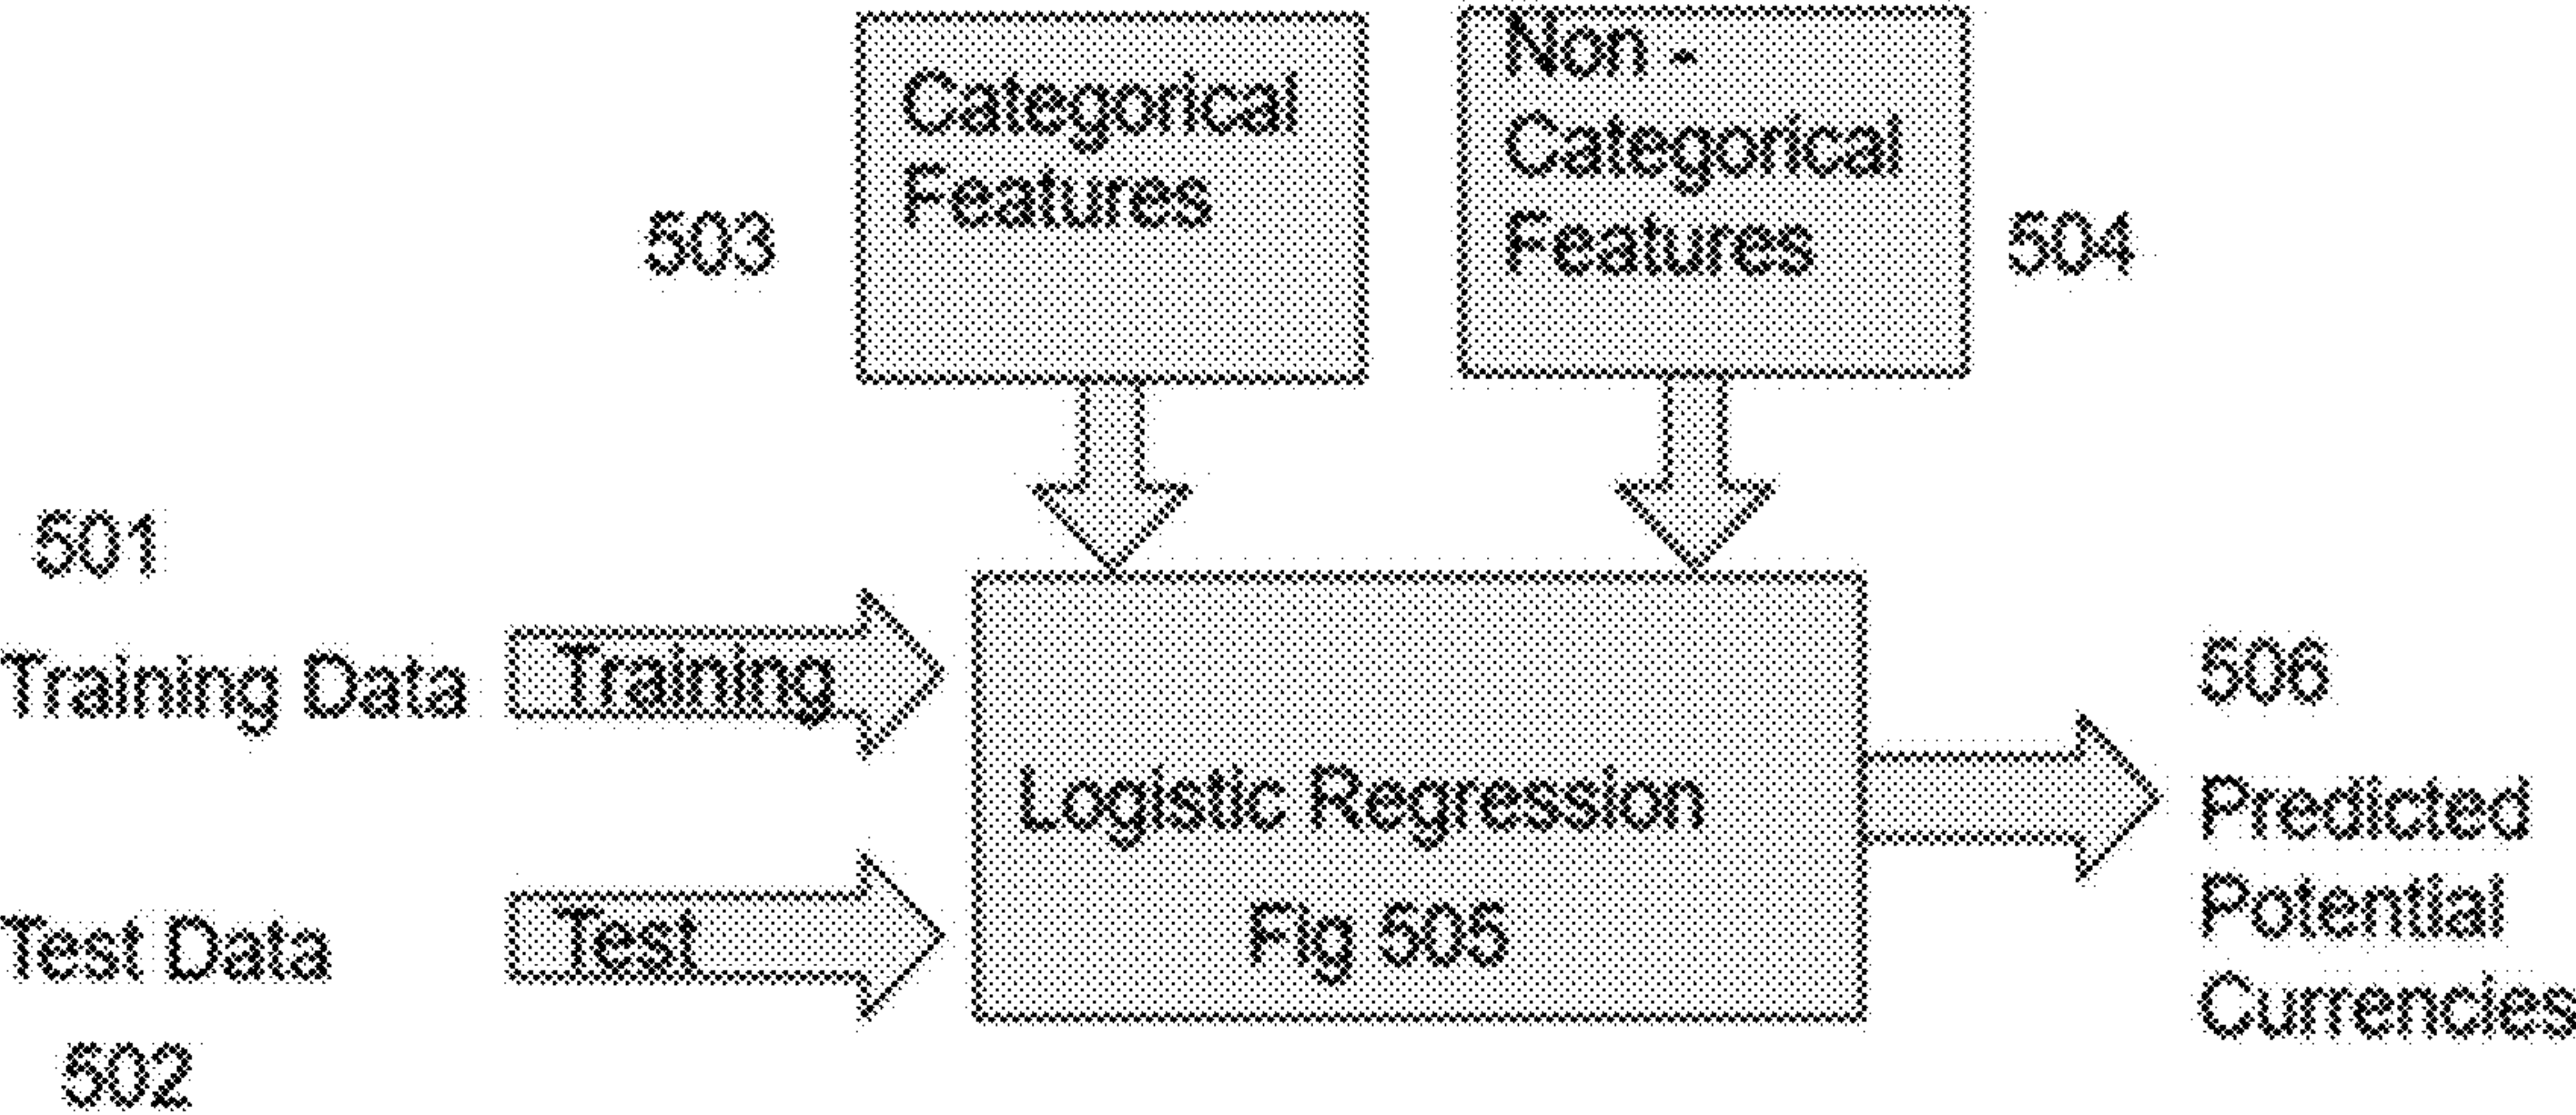 Categorical
Features
503
Non -
Categorical
Features
504
501
Training Data
Training
Test Data
Test
502
Logistic Regression
Fig 505
506
Predicted
Potential
Currencies